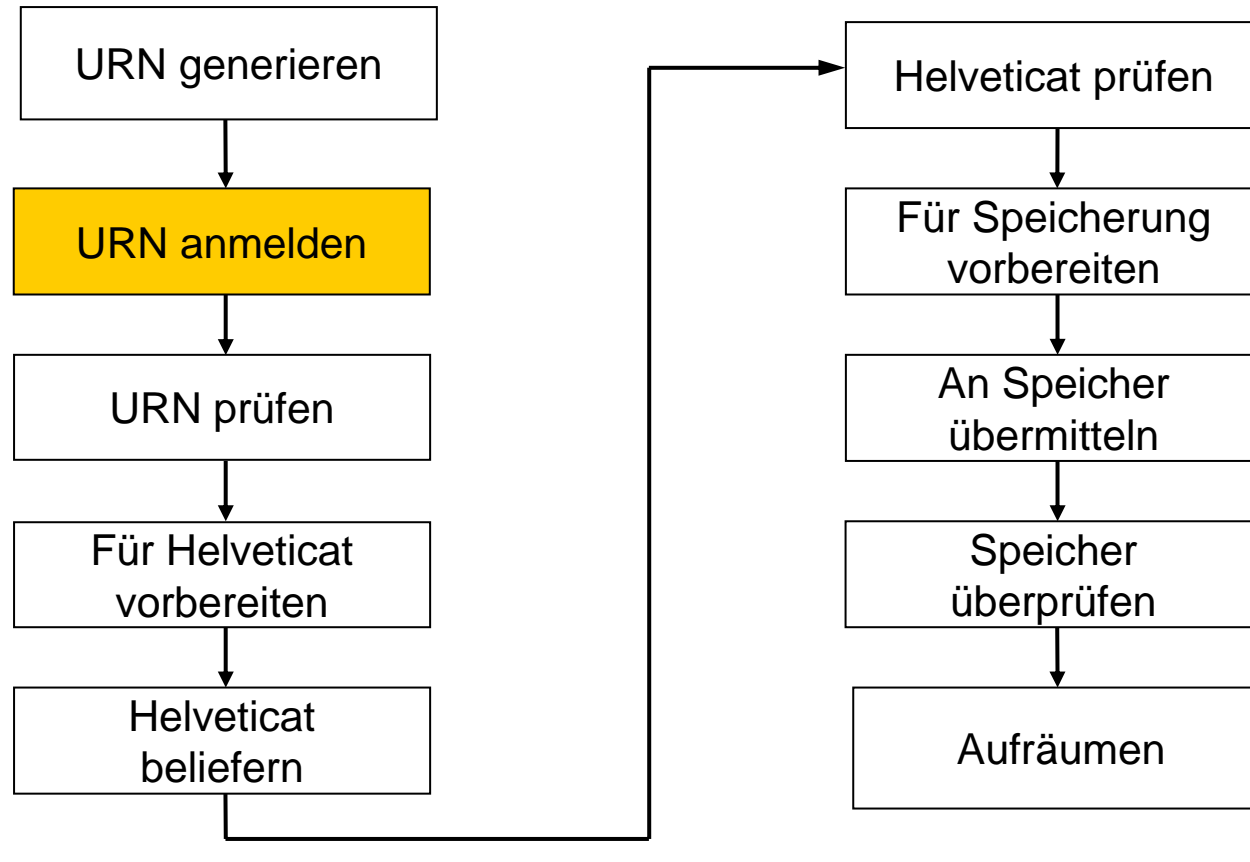 URN generieren
URN anmelden
URN prüfen
Für Helveticat
vorbereiten
Helveticat
beliefern
Helveticat prüfen
Für Speicherung
vorbereiten
An Speicher
übermitteln
Speicher
überprüfen
Aufräumen